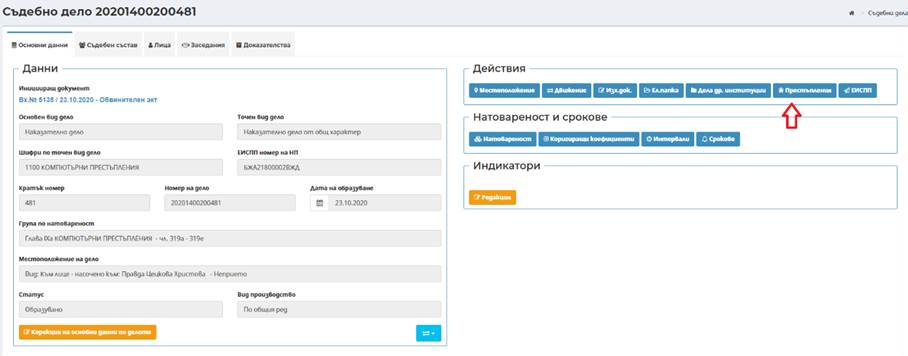 Съдебно дело 20201400200481
Съдебни дела
Основни данни Съдебен състав Лица Заседания Доказателства
Данни
Иницииращ документ
Вх.№ 5135 / 23.10.2020 - Обвинителен акт
Основен вид дело Точен вид дело
Наказателно дело Наказателно дело от общ характер
Шифри по точен вид дело ЕИСПП номер на НП
1100 КОМПЮТЪРНИ ПРЕСТЪПЛЕНИЯ БЖА21800002ВЖД
Кратък номер Номер на дело Дата на образуване
481 20201400200481 23.10.2020
Група по натовареност
Глава IXa КОМПЮТЪРНИ ПРЕСТЪПЛЕНИЯ - чл. 319а - 319е
Местоположение на дело
Вид: Към лице - насочено към: Правда Цецкова Христова - Неприето
Статус Вид производство
Образувано По общия ред
Корекция на основни данни по делото
Действия
Местоположение Движение Изх.док. Ел.папка Дела др. институции Престъпления ЕИСПП
Натовареност и срокове
Натовареност Коригиращи коефициенти Интервали Срокове
Индикатори
Редакция